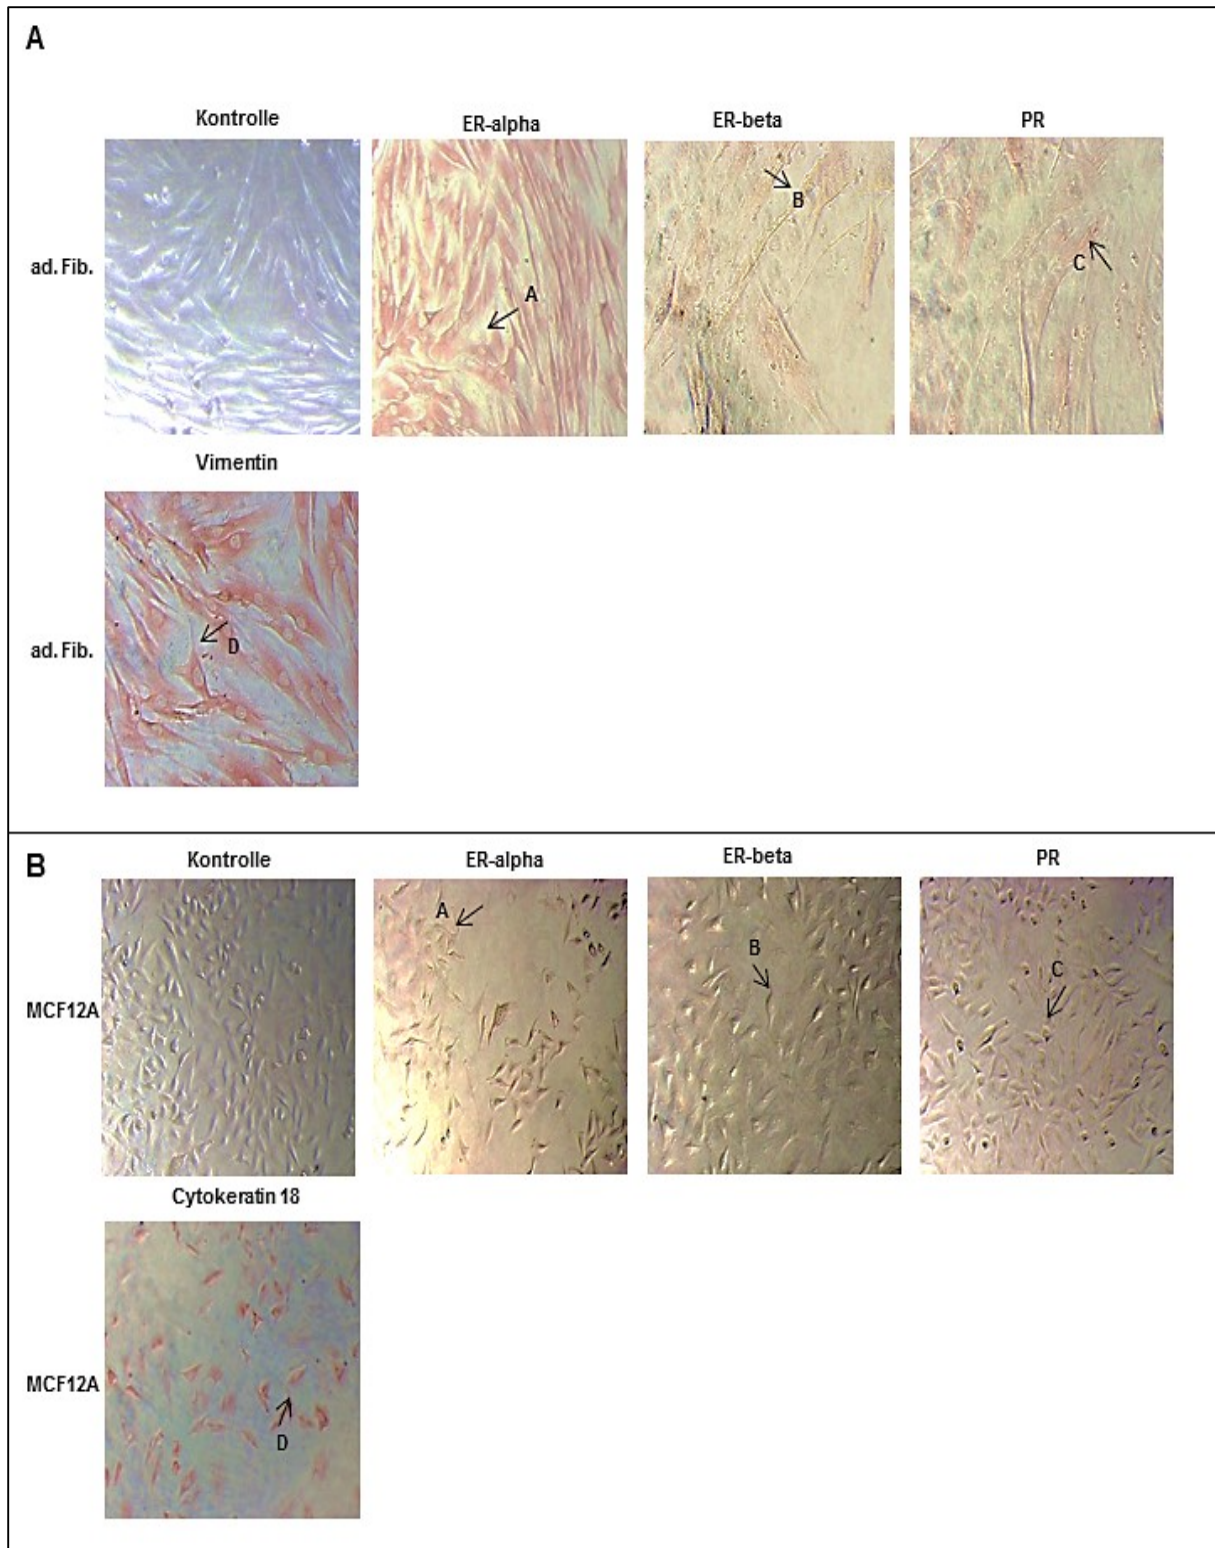 A
Kontrolle ER-alpha ER-beta PR
ad. Fib.
A
B
C
Vimentin
ad. Fib.
D
B
Kontrolle ER-alpha ER-beta PR
MCF12A
A
B
C
Cytokeratin 18
MCF12A
D